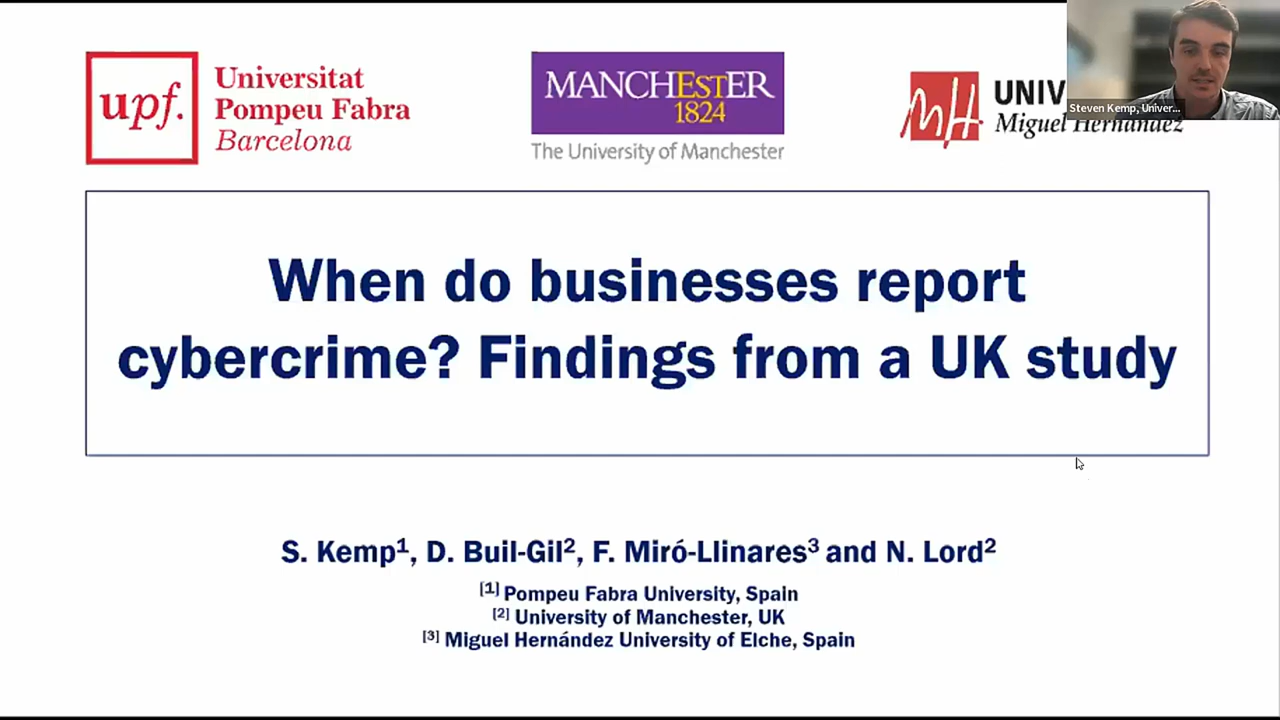 upf.
Universitat
Pompeu Fabra
Barcelona
MANCHESTER
1824
The University of Manchester
MH
UNIV
Miguel Hernández
Steven Kemp, Univer...
When do businesses report
cybercrime? Findings from a UK study
S. Kemp¹, D. Buil-Gil², F. Miró-Llinares³ and N. Lord²
[1] Pompeu Fabra University, Spain
[2] University of Manchester, UK
[3] Miguel Hernández University of Elche, Spain